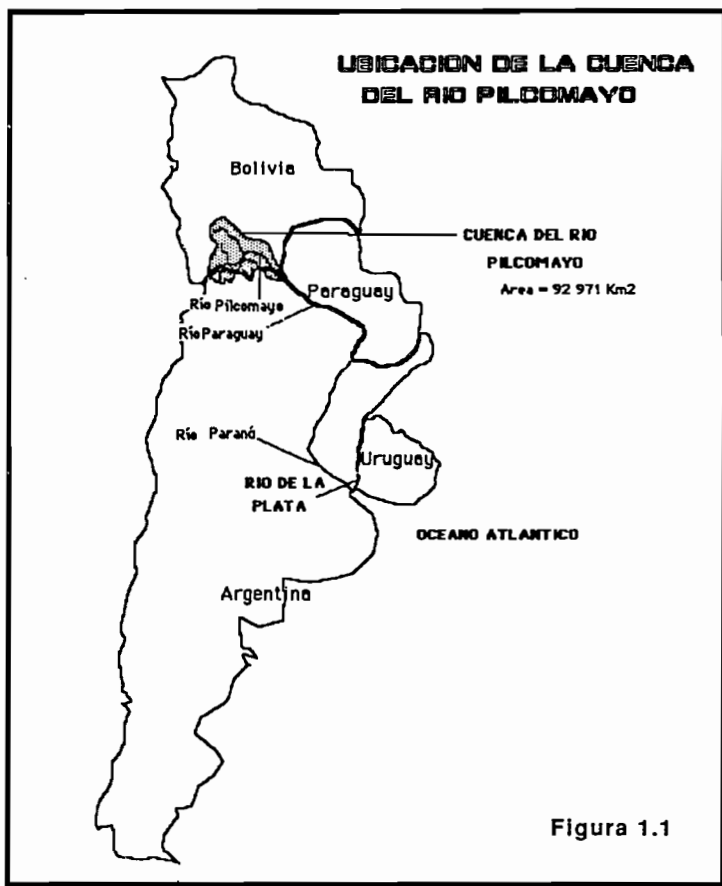 UBICACION DE LA CUENCA
DEL RIO PILCOMAYO
Bolivia
CUENCA DEL RIO
PILCOMAYO
Area = 92 971 Km2
Paraguay
Río Pilcomayo
Río Paraguay
Río Paraná
Uruguay
RIO DE LA
PLATA
OCEANO ATLANTICO
Argentina
Figura 1.1